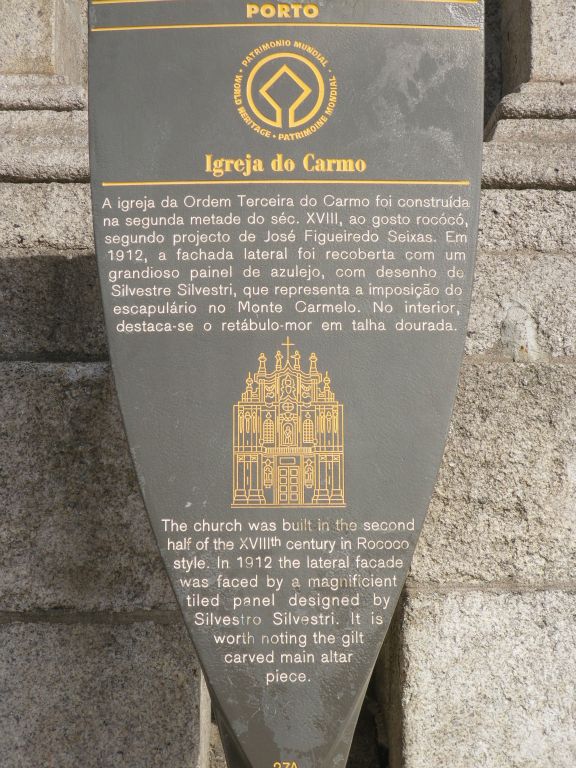 PORTO
PATRIMONIO MUNDIAL • WORLD HERITAGE • PATRIMOINE MONDIAL •
Igreja do Carmo
A igreja da Ordem Terceira do Carmo foi construída
na segunda metade do séc. XVIII, ao gosto rocócó,
segundo projecto de José Figueiredo Seixas. Em
1912, a fachada lateral foi recoberta com um
grandioso painel de azulejo, com desenho de
Silvestre Silvestri, que representa a imposição do
escapulário no Monte Carmelo. No interior,
destaca-se o retábulo-mor em talha dourada.
The church was built in the second
half of the XVIIIth century in Rococo
style. In 1912 the lateral facade
was faced by a magnificient
tiled panel designed by
Silvestro Silvestri. It is
worth noting the gilt
carved main altar
piece.